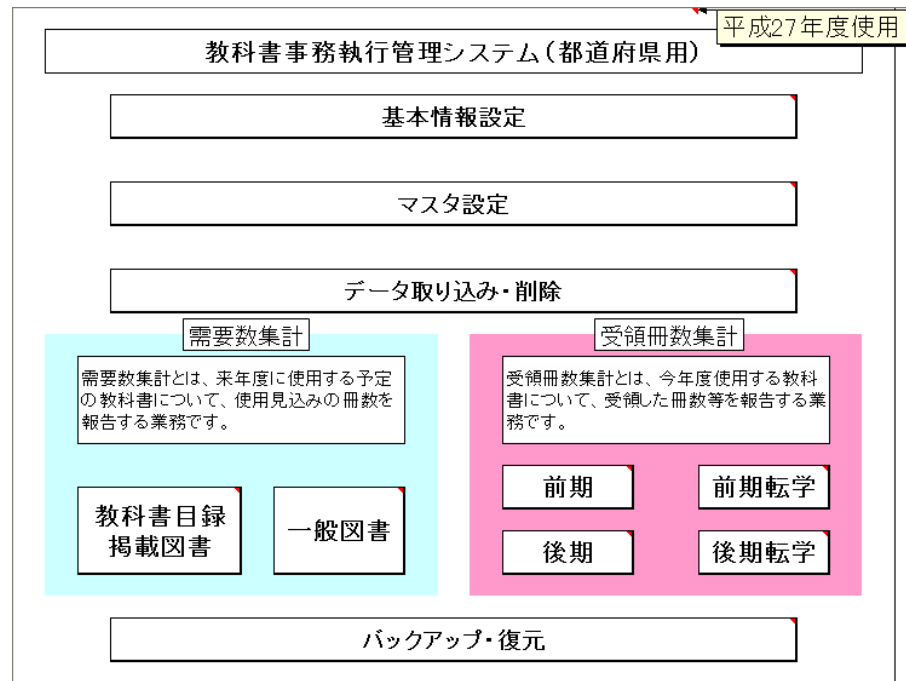 平成27年度使用
教科書事務執行管理システム(都道府県用)
基本情報設定
マスタ設定
データ取り込み・削除
需要数集計
需要数集計とは、来年度に使用する予定
の教科書について、使用見込みの冊数を
報告する業務です。
教科書目録
掲載図書
一般図書
受領冊数集計
受領冊数集計とは、今年度使用する教科
書について、受領した冊数等を報告する業
務です。
前期
前期転学
後期
後期転学
バックアップ・復元